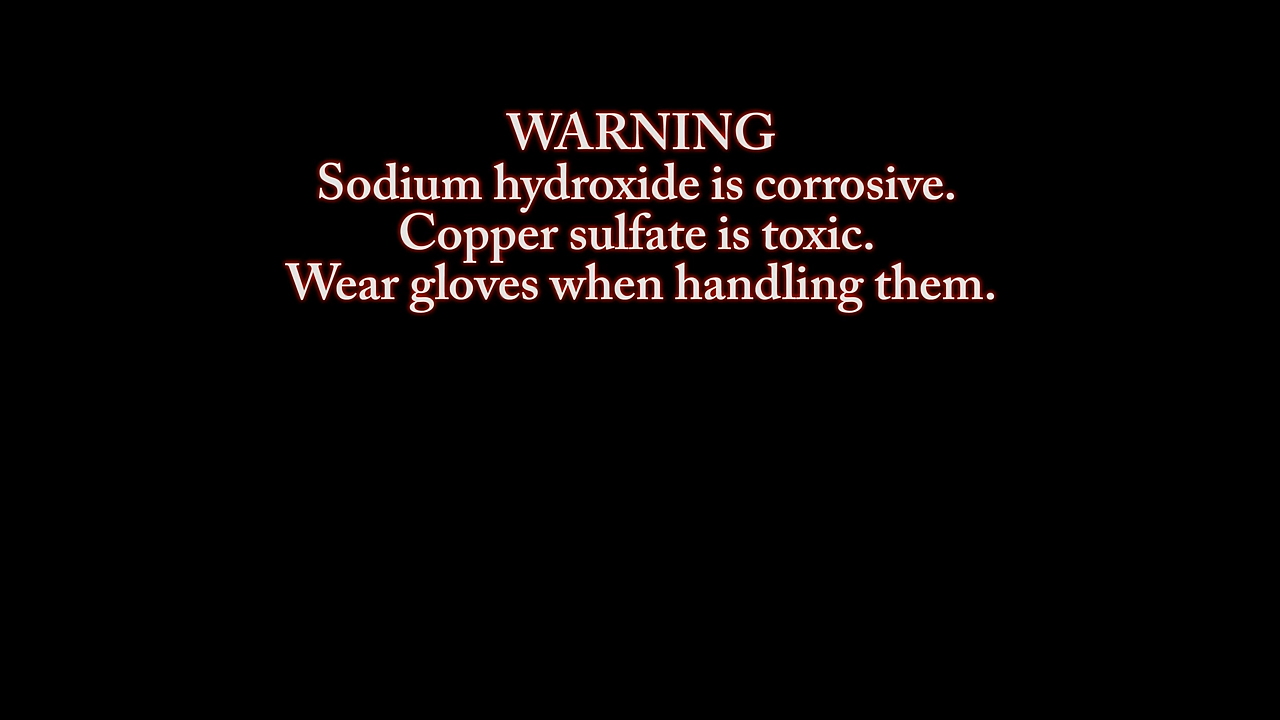 WARNING
Sodium hydroxide is corrosive.
Copper sulfate is toxic.
Wear gloves when handling them.